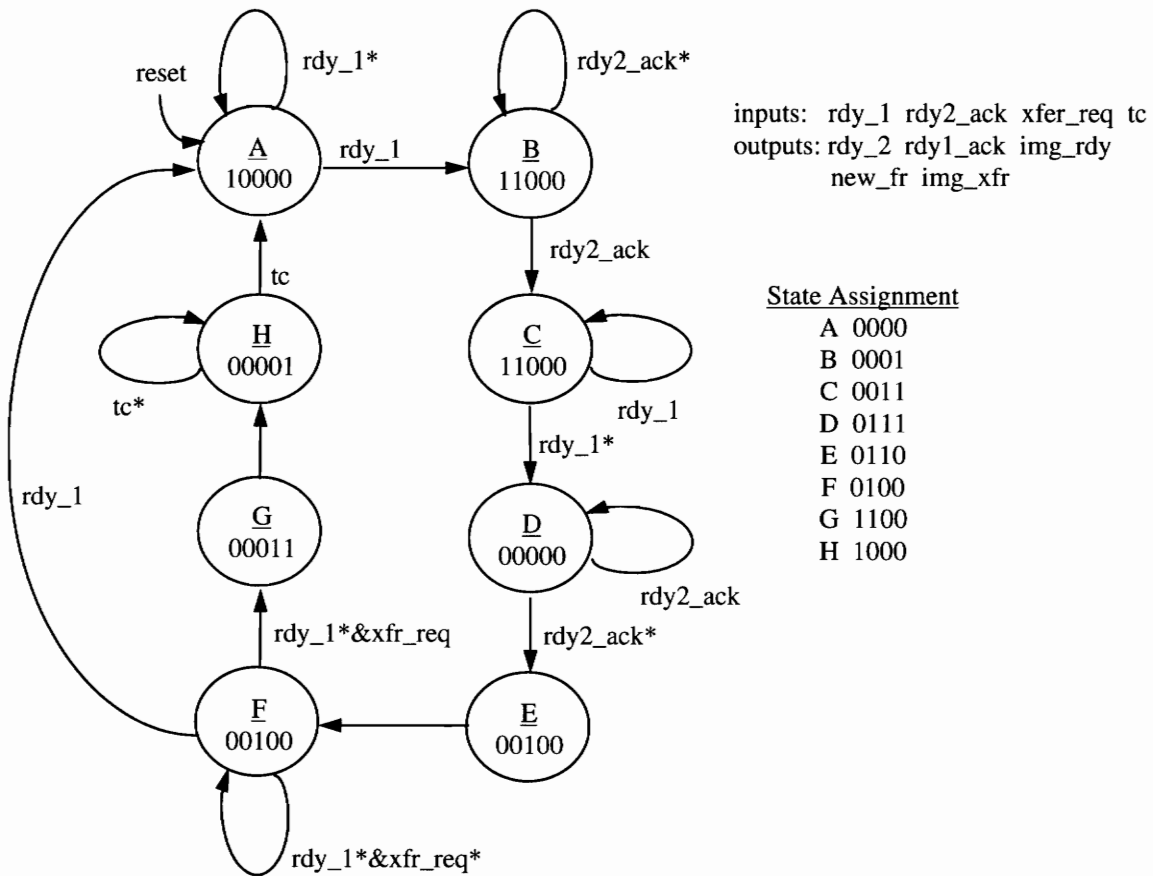 rdy_1*
rdy2_ack*
reset
inputs: rdy_1 rdy2_ack xfer_req tc
outputs: rdy_2 rdy1_ack img_rdy
new_fr img_xfr
A
10000
rdy_1
B
11000
rdy2_ack
tc
State Assignment
A 0000
B 0001
C 0011
D 0111
E 0110
F 0100
G 1100
H 1000
H
00001
C
11000
tc*
rdy_1
rdy_1*
rdy_1
G
00011
D
00000
rdy2_ack
rdy_1*&xfr_req
rdy2_ack*
F
00100
E
00100
rdy_1*&xfr_req*